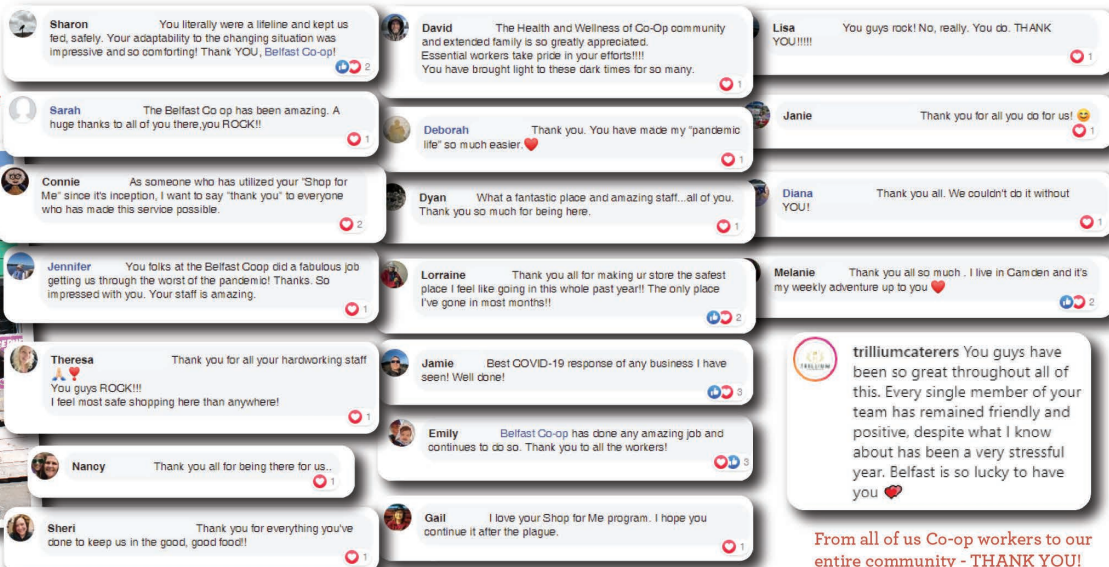 Sharon You literally were a lifeline and kept us
fed, safely. Your adaptability to the changing situation was
impressive and so comforting! Thank YOU, Belfast Co-op!
2
Sarah The Belfast Co op has been amazing. A
huge thanks to all of you there,you ROCK!!
1
Connie As someone who has utilized your "Shop for
Me" since it's inception, I want to say "thank you" to everyone
who has made this service possible.
2
Jennifer You folks at the Belfast Coop did a fabulous job
getting us through the worst of the pandemic! Thanks. So
impressed with you. Your staff is amazing.
1
Theresa Thank you for all your hardworking staff
🙏❣️
You guys ROCK!!!
I feel most safe shopping here than anywhere!
1
Nancy Thank you all for being there for us..
1
Sheri Thank you for everything you've
done to keep us in the good, good food!!
1
David The Health and Wellness of Co-Op community
and extended family is so greatly appreciated.
Essential workers take pride in your efforts!!!!
You have brought light to these dark times for so many.
1
Deborah Thank you. You have made my "pandemic
life" so much easier.❤️
1
Dyan What a fantastic place and amazing staff...all of you.
Thank you so much for being here.
1
Lorraine Thank you all for making ur store the safest
place I feel like going in this whole past year!! The only place
I've gone in most months!!
2
Jamie Best COVID-19 response of any business I have
seen! Well done!
3
Emily Belfast Co-op has done any amazing job and
continues to do so. Thank you to all the workers!
3
Gail I love your Shop for Me program. I hope you
continue it after the plague.
1
Lisa You guys rock! No, really. You do. THANK
YOU!!!!!
1
Janie Thank you for all you do for us! 😊
1
Diana Thank you all. We couldn't do it without
YOU!
1
Melanie Thank you all so much . I live in Camden and it's
my weekly adventure up to you ❤️
2
TRILLIUM
trilliumcaterers You guys have
been so great throughout all of
this. Every single member of your
team has remained friendly and
positive, despite what I know
about has been a very stressful
year. Belfast is so lucky to have
you 💕
From all of us Co-op workers to our
entire community - THANK YOU!